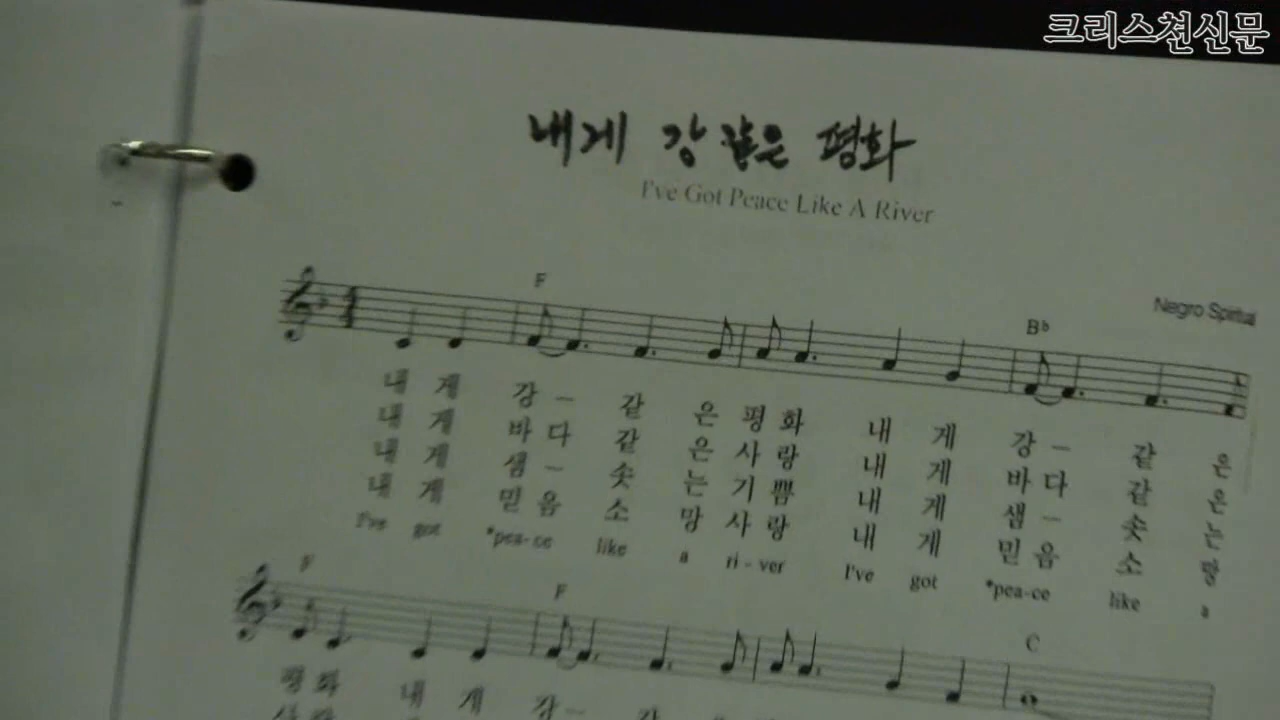 크리스천신문
내게 강 같은 평화
I've Got Peace Like A River
Negro Spiritual
F B♭
내 게 강 - 같 은 평 화 내 게 강 - 같 은
내 게 바 다 같 은 사 랑 내 게 바 다 같 은
내 게 샘 - 솟 는 기 쁨 내 게 샘 - 솟 는
내 게 믿 음 소 망 사 랑 내 게 믿 음 소 망
I've got *pea-ce like a ri - ver I've got *pea-ce like a
F F C
평 화 내 게 강 -